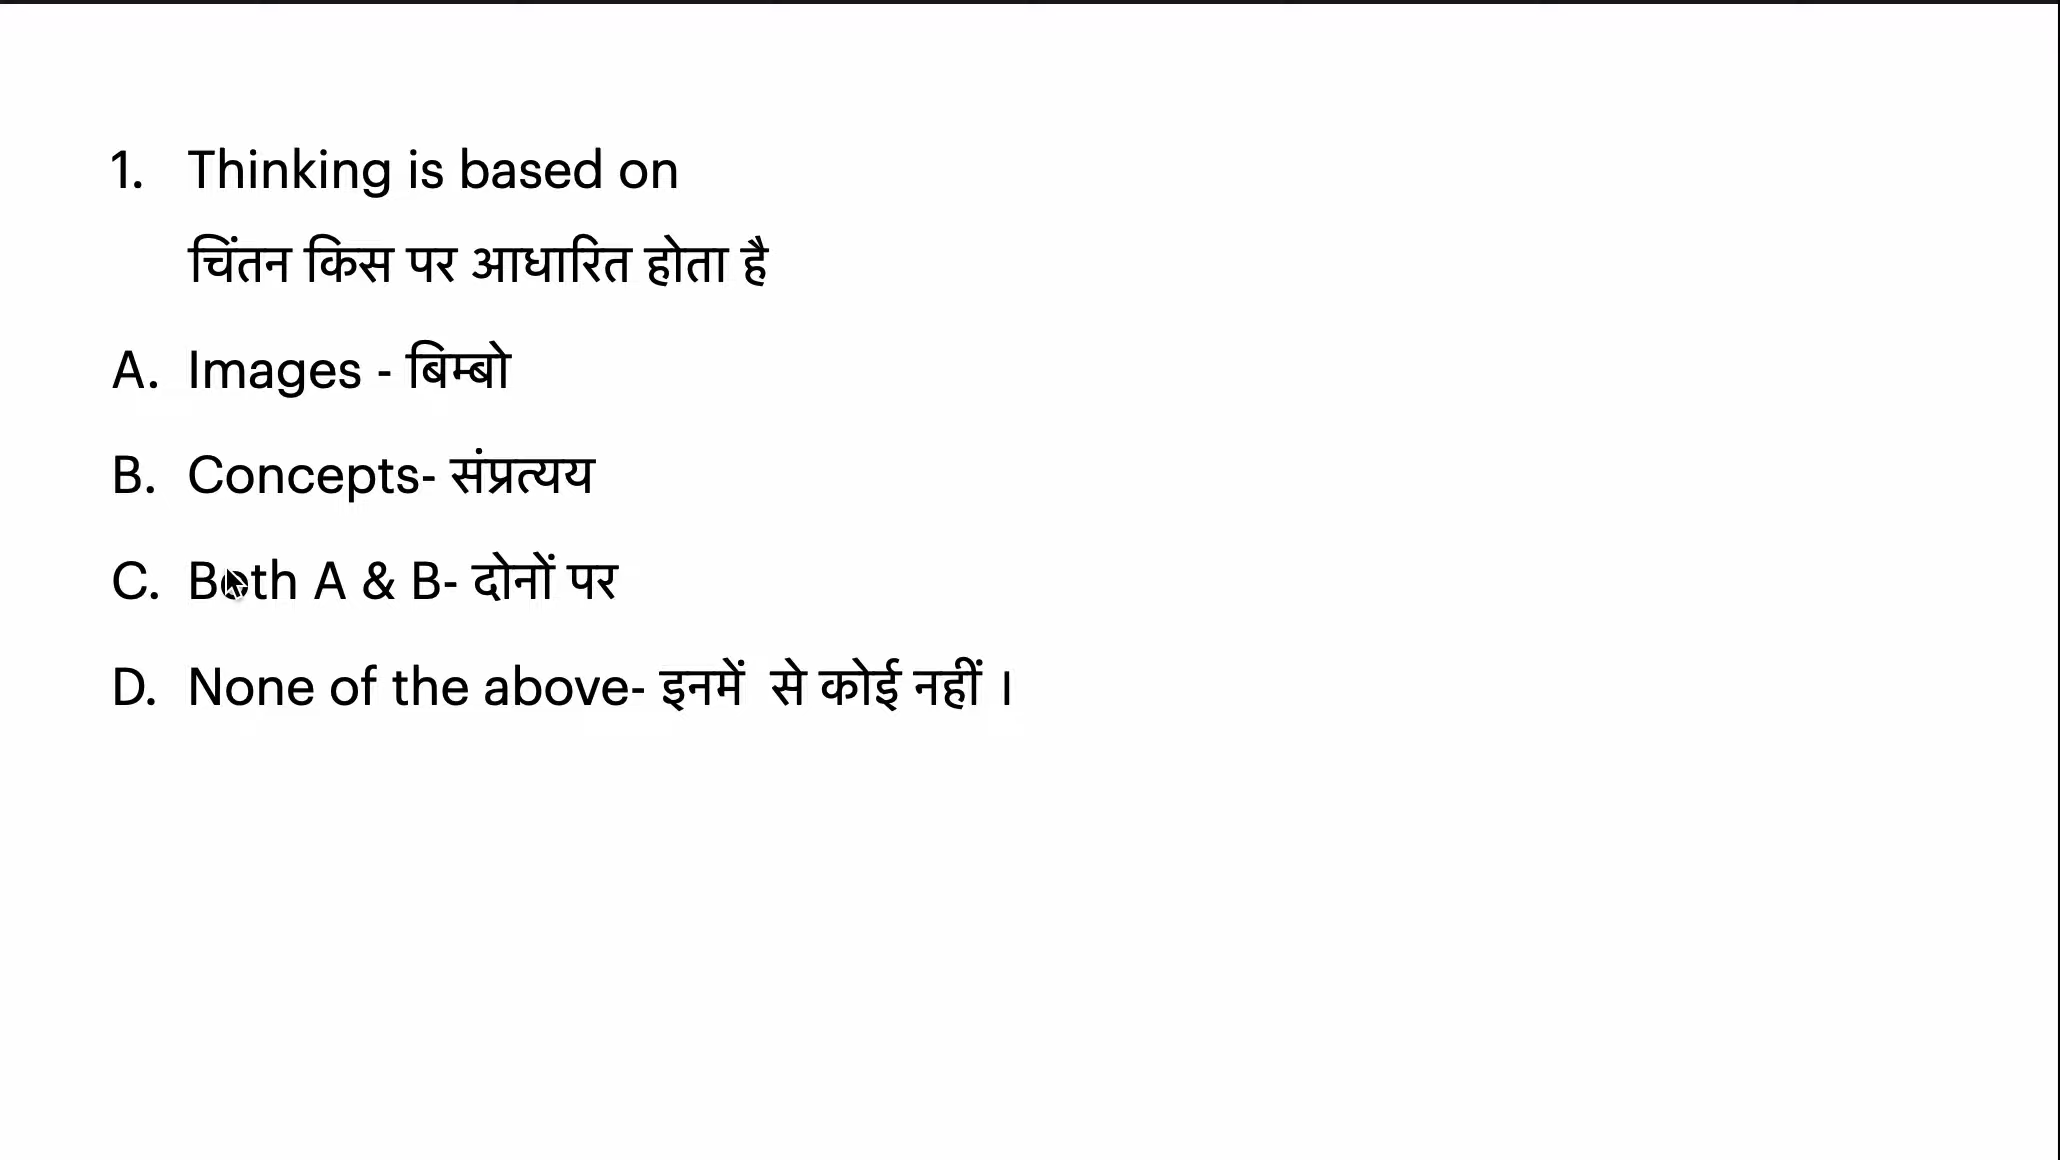 1. Thinking is based on
चिंतन किस पर आधारित होता है
A. Images - बिम्बो
B. Concepts- संप्रत्यय
C. Both A & B- दोनों पर
D. None of the above- इनमें से कोई नहीं ।